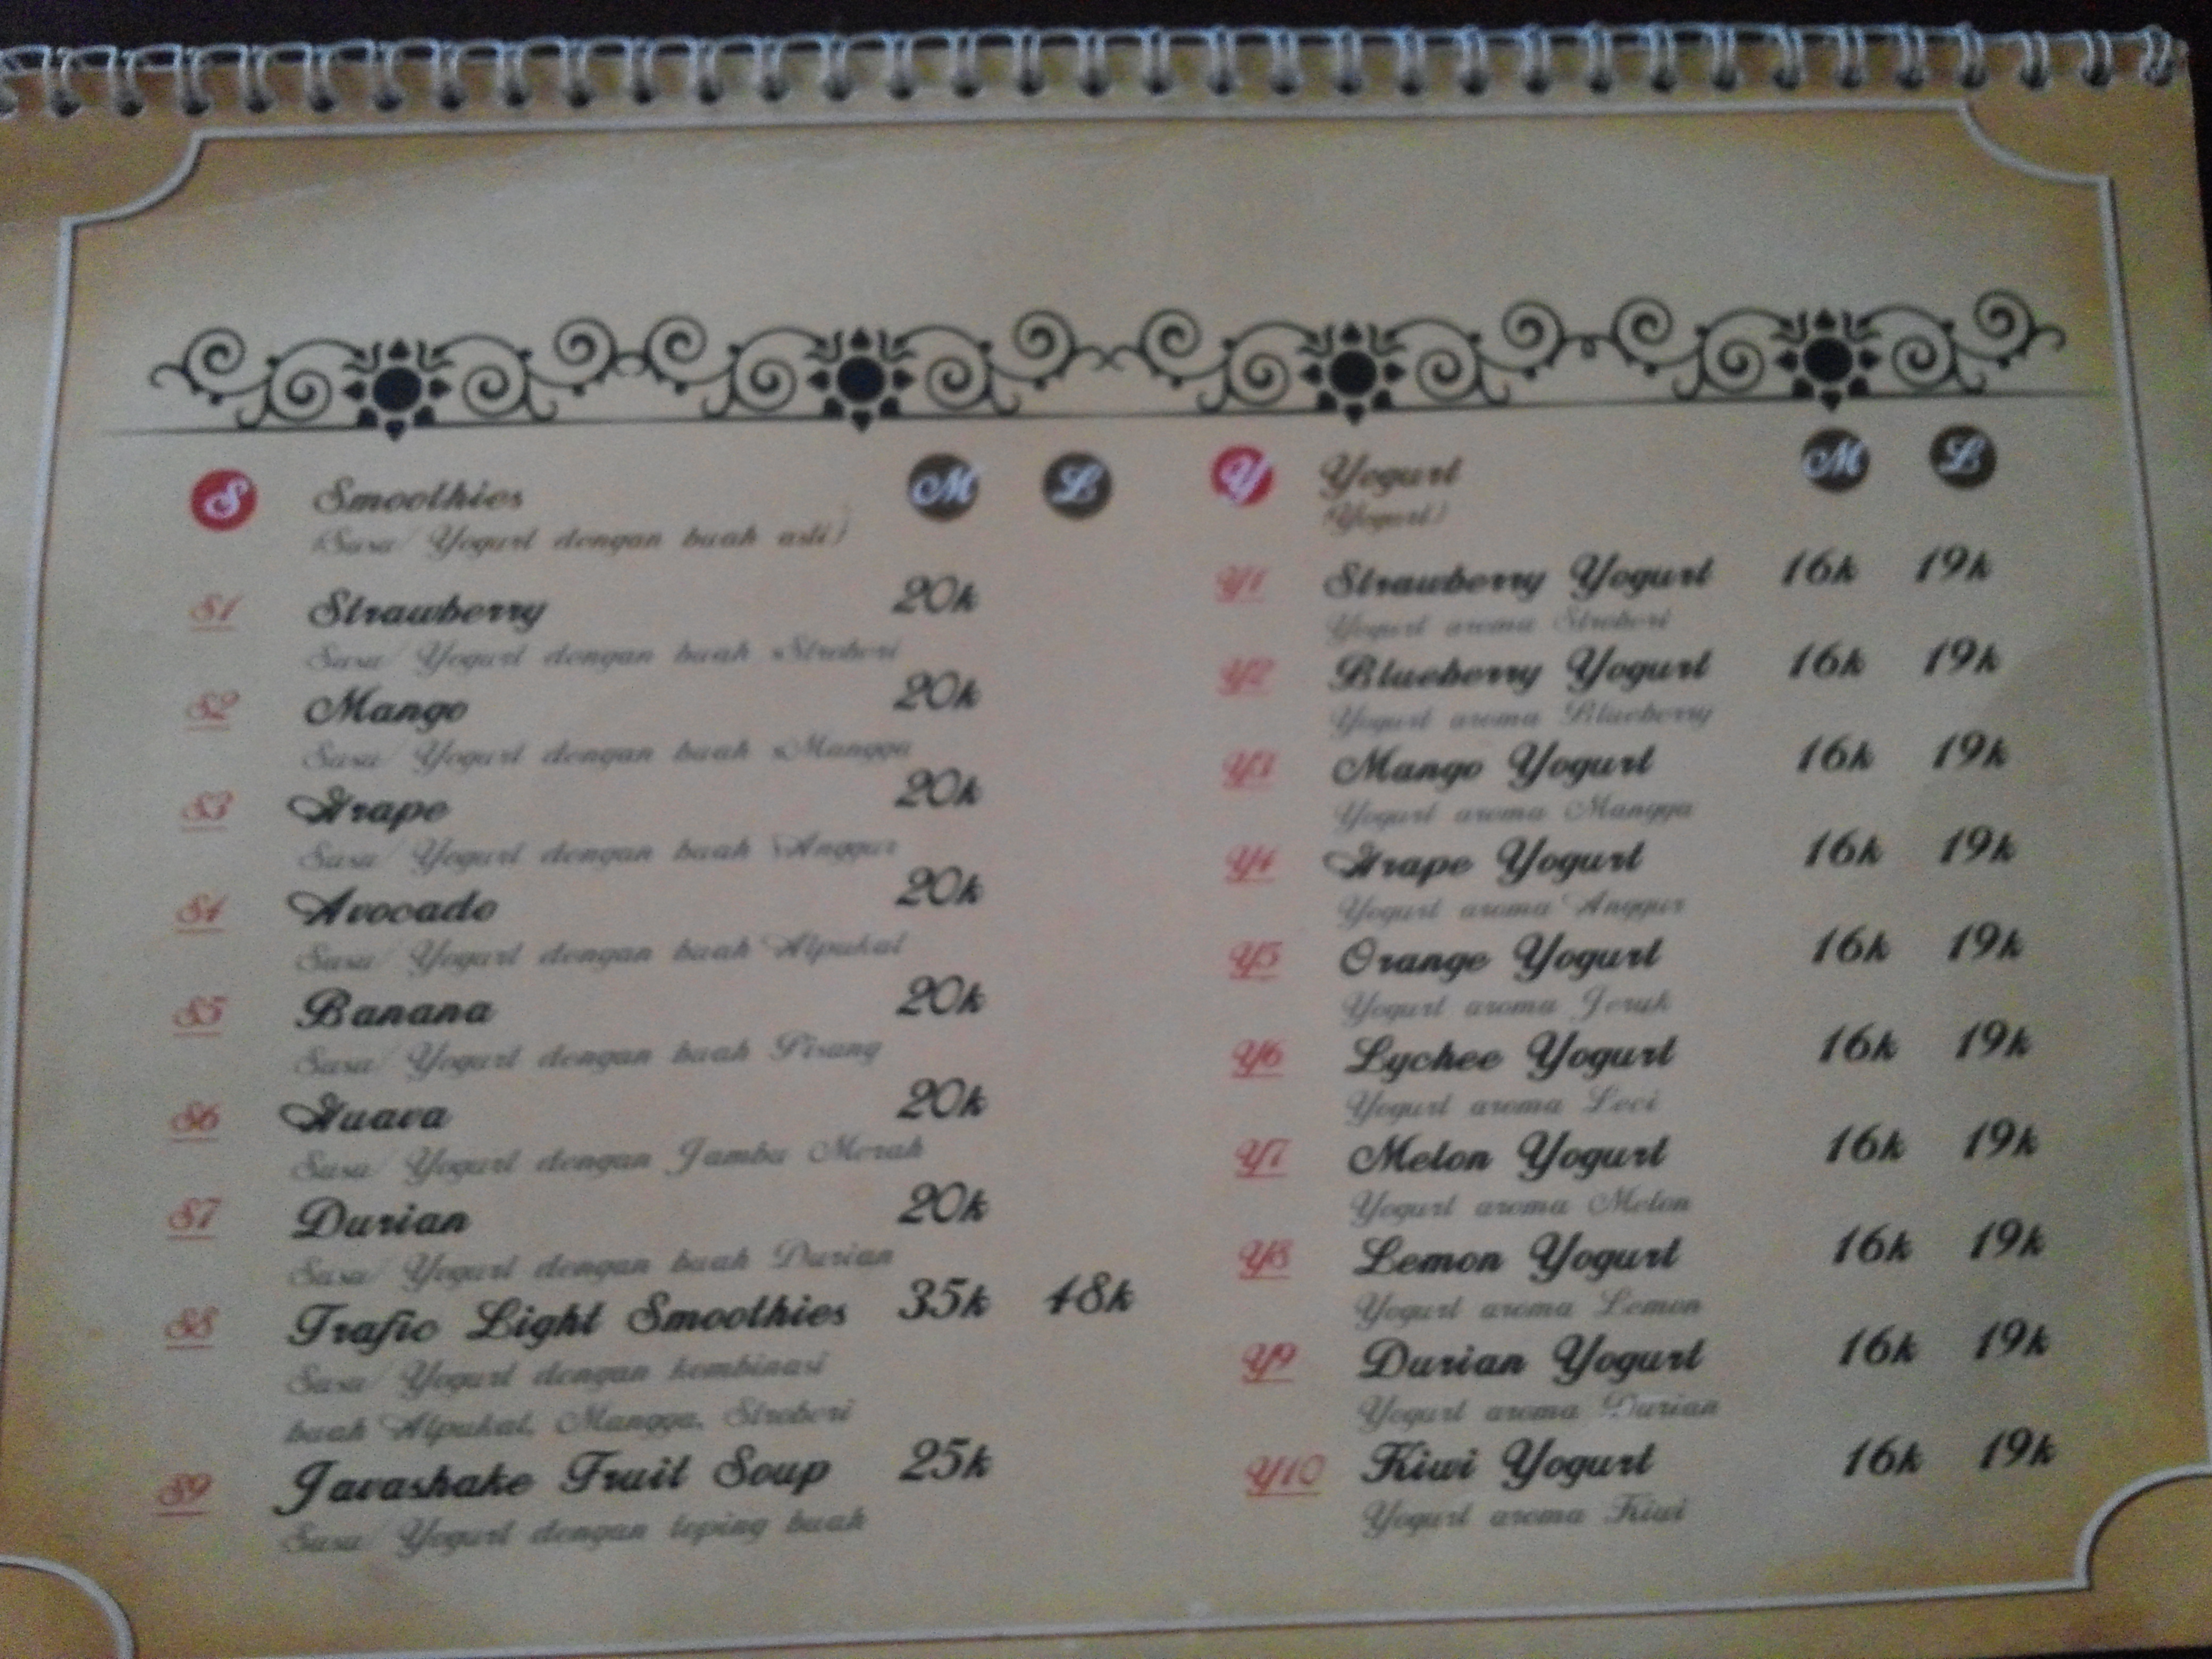 S Smoothies M L
(Susu/ Yogurt dengan buah asli)
S1 Strawberry 20k
Susu/ Yogurt dengan buah Stroberi
S2 Mango 20k
Susu/ Yogurt dengan buah Mangga
S3 Grape 20k
Susu/ Yogurt dengan buah Anggur
S4 Avocado 20k
Susu/ Yogurt dengan buah Alpukat
S5 Banana 20k
Susu/ Yogurt dengan buah Pisang
S6 Guava 20k
Susu/ Yogurt dengan Jambu Merah
S7 Durian 20k
Susu/ Yogurt dengan buah Durian
S8 Trafic Light Smoothies 35k 48k
Susu/ Yogurt dengan kombinasi
buah Alpukat, Mangga, Stroberi
S9 Javashake Fruit Soup 25k
Susu/ Yogurt dengan toping buah
Y Yogurt M L
(Yogurt)
Y1 Strawberry Yogurt 16k 19k
Yogurt aroma Stroberi
Y2 Blueberry Yogurt 16k 19k
Yogurt aroma Blueberry
Y3 Mango Yogurt 16k 19k
Yogurt aroma Mangga
Y4 Grape Yogurt 16k 19k
Yogurt aroma Anggur
Y5 Orange Yogurt 16k 19k
Yogurt aroma Jeruk
Y6 Lychee Yogurt 16k 19k
Yogurt aroma Leci
Y7 Melon Yogurt 16k 19k
Yogurt aroma Melon
Y8 Lemon Yogurt 16k 19k
Yogurt aroma Lemon
Y9 Durian Yogurt 16k 19k
Yogurt aroma Durian
Y10 Kiwi Yogurt 16k 19k
Yogurt aroma Kiwi